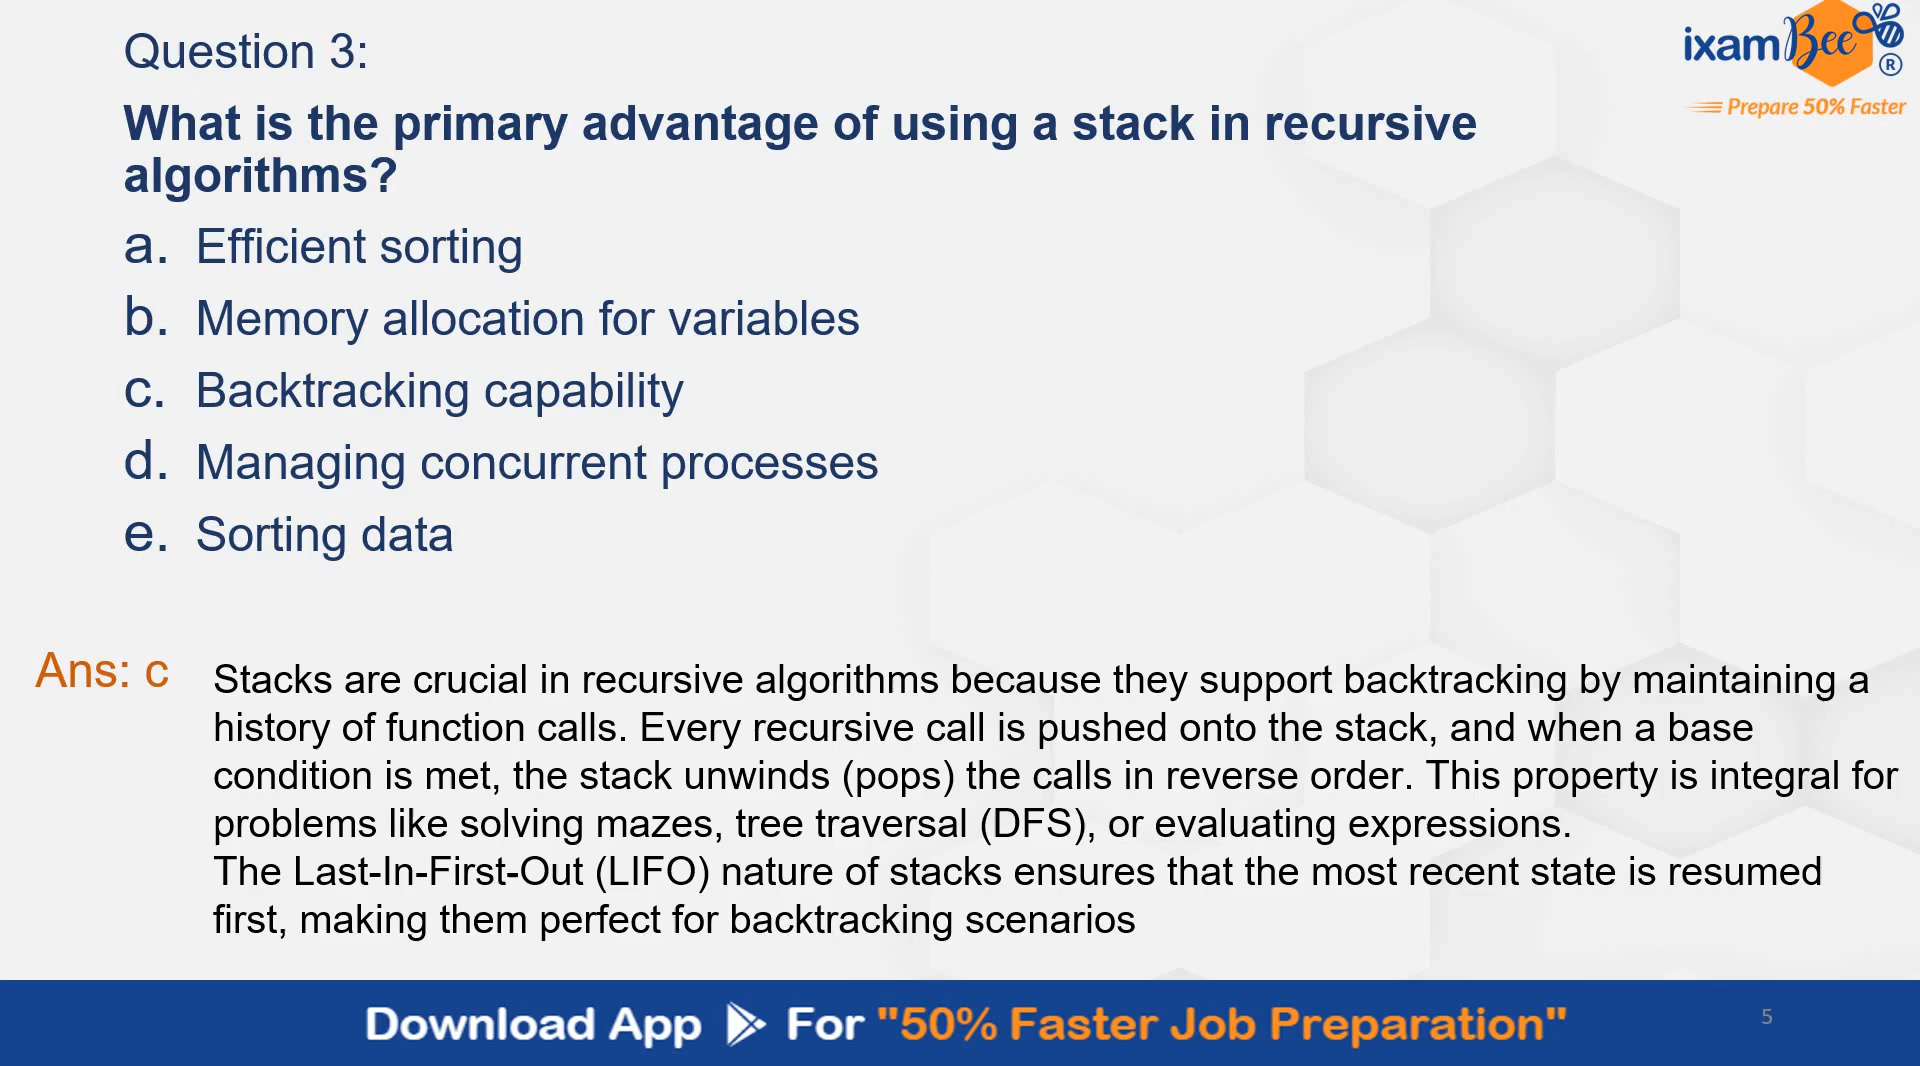 Question 3:
ixamBee®
Prepare 50% Faster
What is the primary advantage of using a stack in recursive
algorithms?
a. Efficient sorting
b. Memory allocation for variables
c. Backtracking capability
d. Managing concurrent processes
e. Sorting data
Ans: c
Stacks are crucial in recursive algorithms because they support backtracking by maintaining a
history of function calls. Every recursive call is pushed onto the stack, and when a base
condition is met, the stack unwinds (pops) the calls in reverse order. This property is integral for
problems like solving mazes, tree traversal (DFS), or evaluating expressions.
The Last-In-First-Out (LIFO) nature of stacks ensures that the most recent state is resumed
first, making them perfect for backtracking scenarios
Download App For "50% Faster Job Preparation"
5